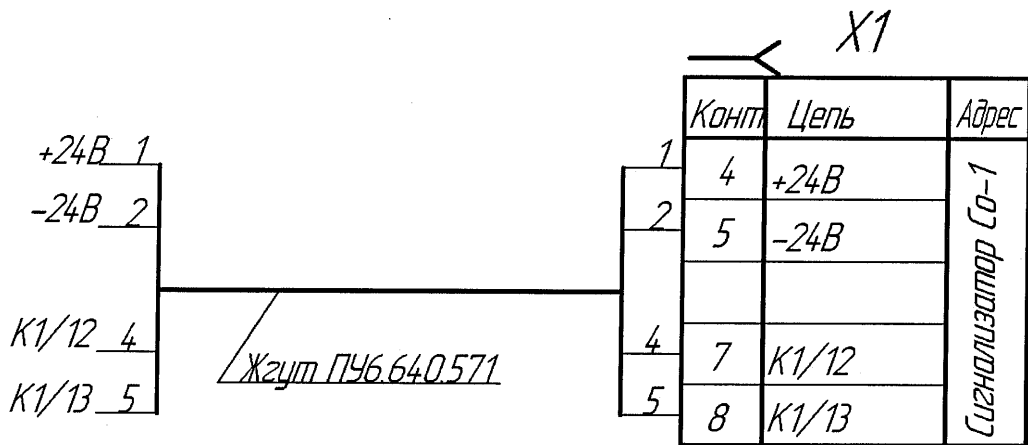 X1
Конт Цепь Адрес
+24В 1
1 4 +24В
-24В 2
2 5 -24В
К1/12 4
4 7 К1/12
К1/13 5
5 8 К1/13
Жгут ПУ6.640.571
Сигнализатор Со-1